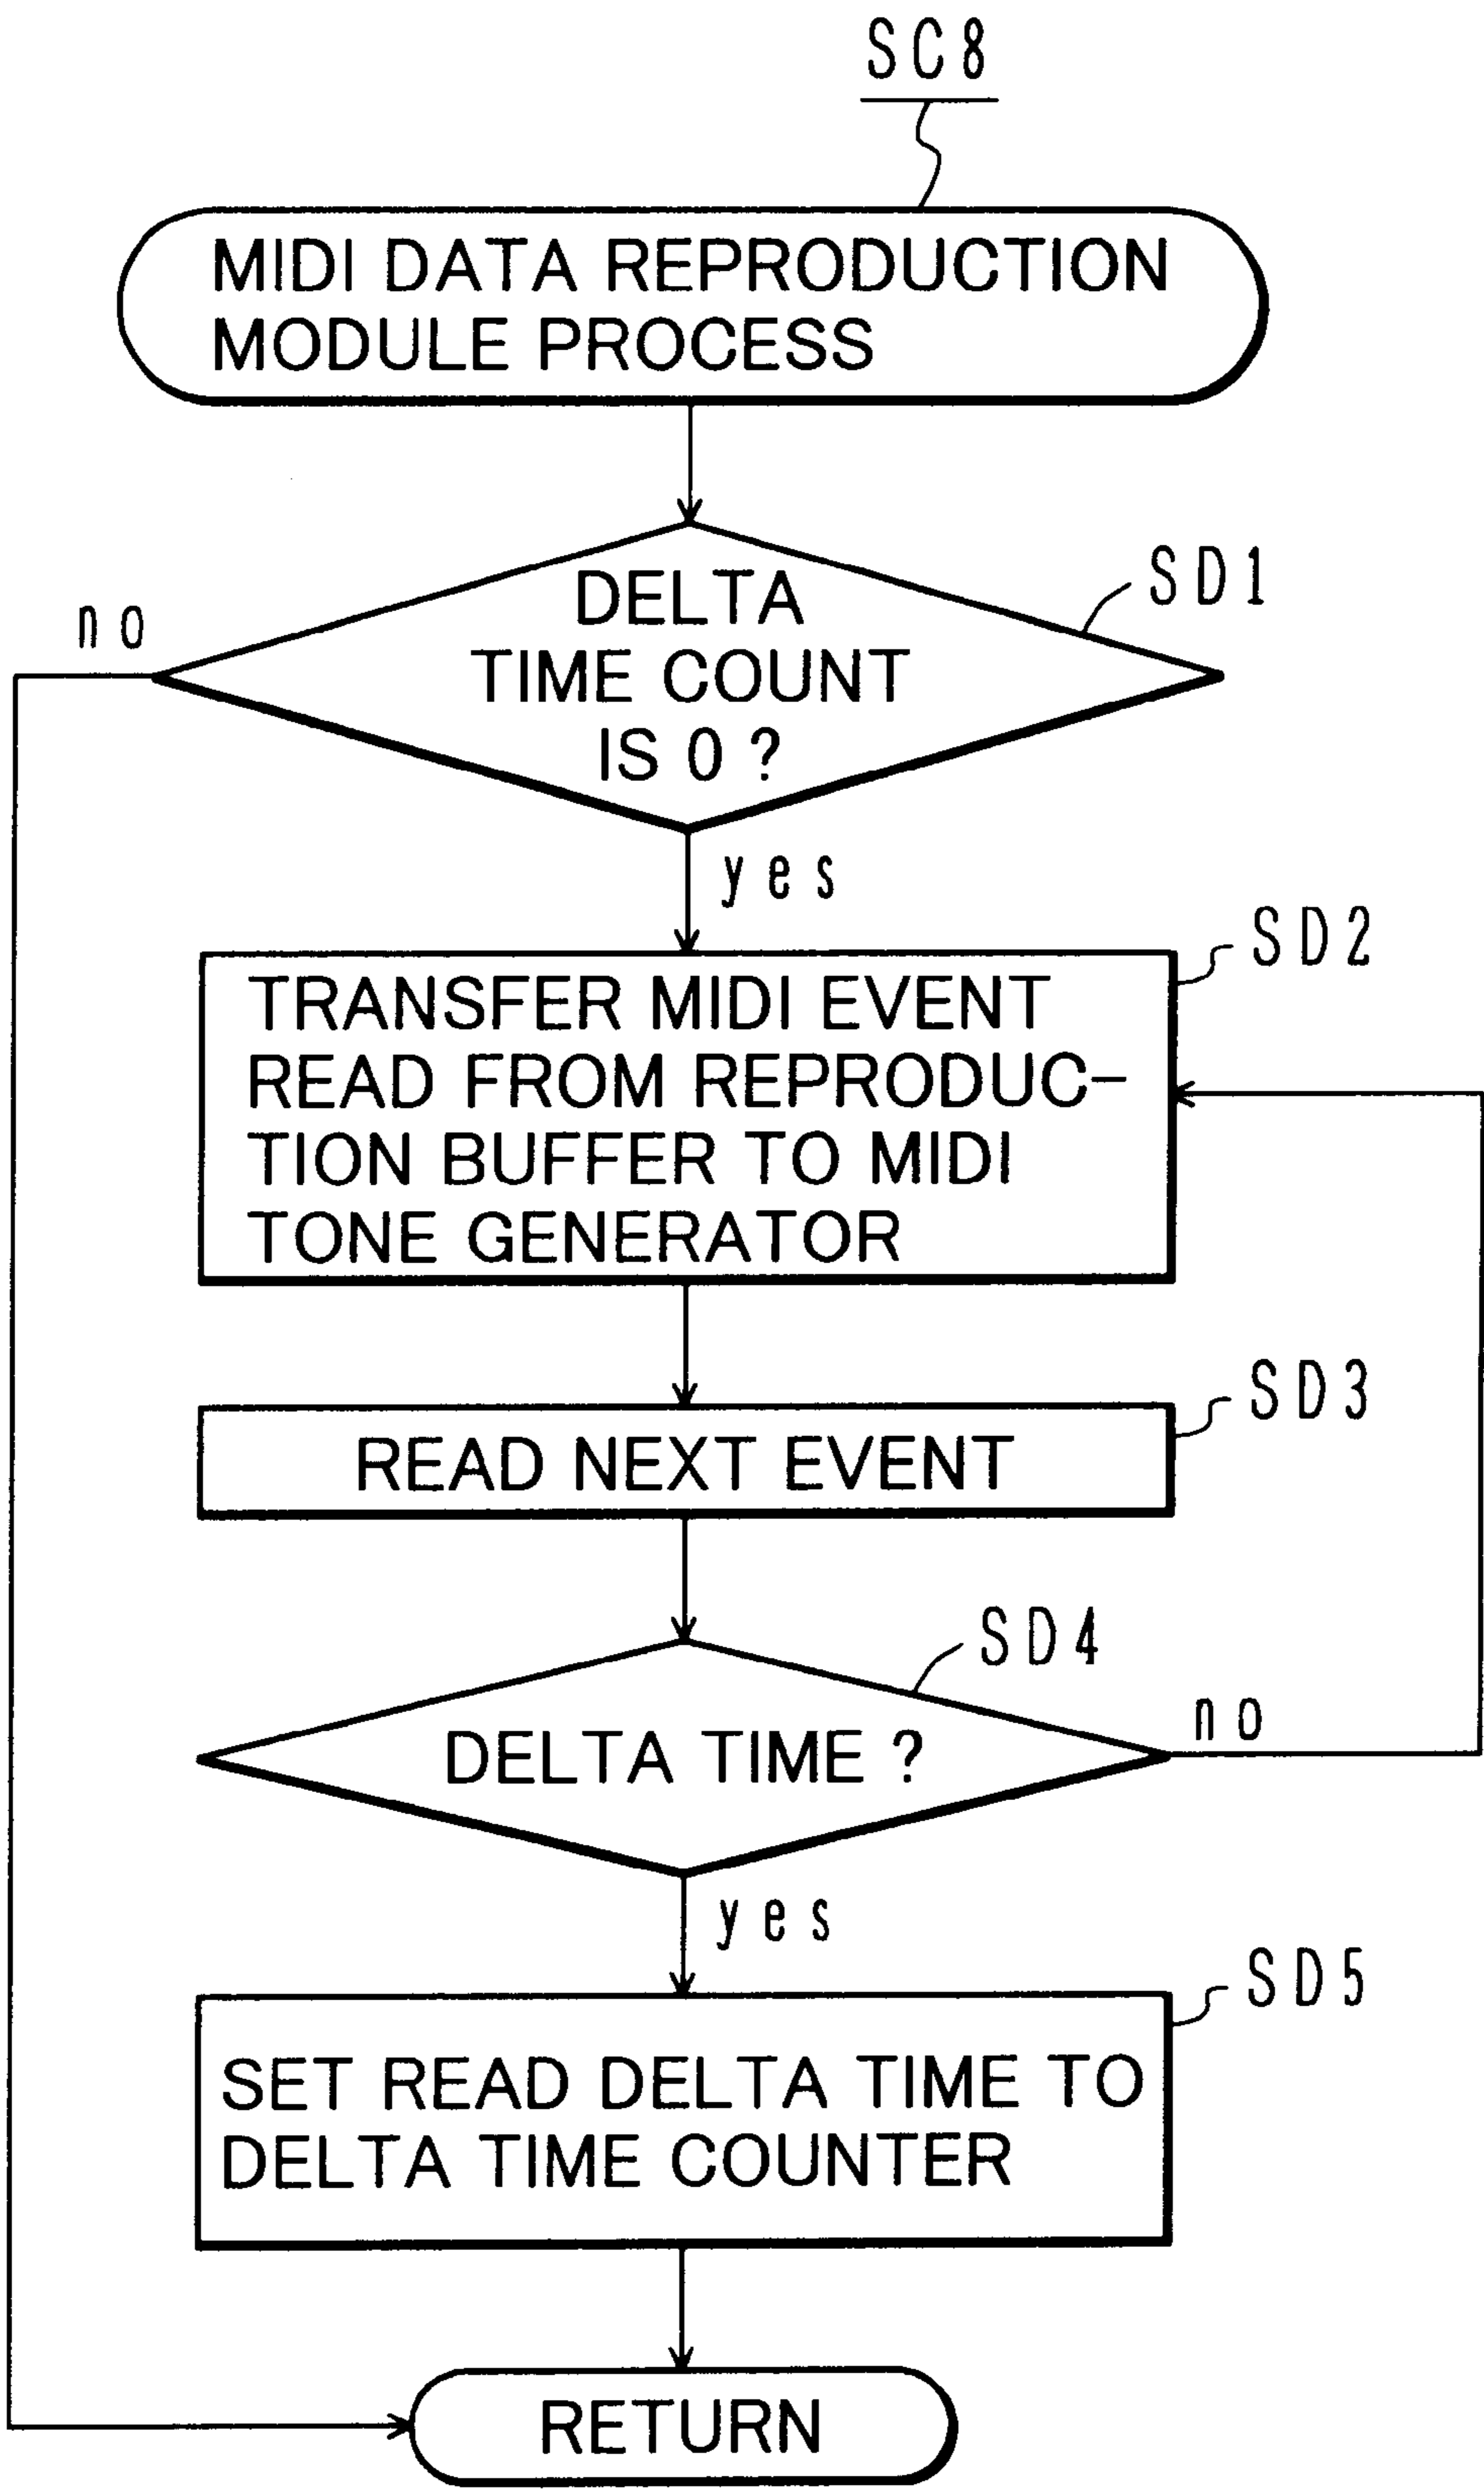 SC8
MIDI DATA REPRODUCTION
MODULE PROCESS
DELTA
TIME COUNT
IS 0 ?
SD1
no
yes
SD2
TRANSFER MIDI EVENT
READ FROM REPRODUC-
TION BUFFER TO MIDI
TONE GENERATOR
SD3
READ NEXT EVENT
SD4
DELTA TIME ?
no
yes
SD5
SET READ DELTA TIME TO
DELTA TIME COUNTER
RETURN